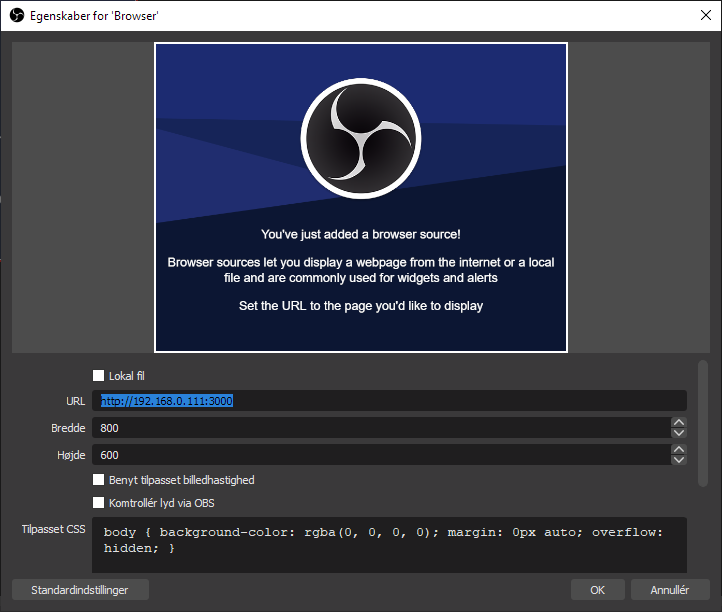 Egenskaber for 'Browser'
You've just added a browser source!
Browser sources let you display a webpage from the internet or a local
file and are commonly used for widgets and alerts
Set the URL to the page you'd like to display
Lokal fil
URL http://192.168.0.111:3000
Bredde 800
Højde 600
Benyt tilpasset billedhastighed
Komtrollér lyd via OBS
Tilpasset CSS body { background-color: rgba(0, 0, 0, 0); margin: 0px auto; overflow:
hidden; }
Standardindstillinger OK Annullér